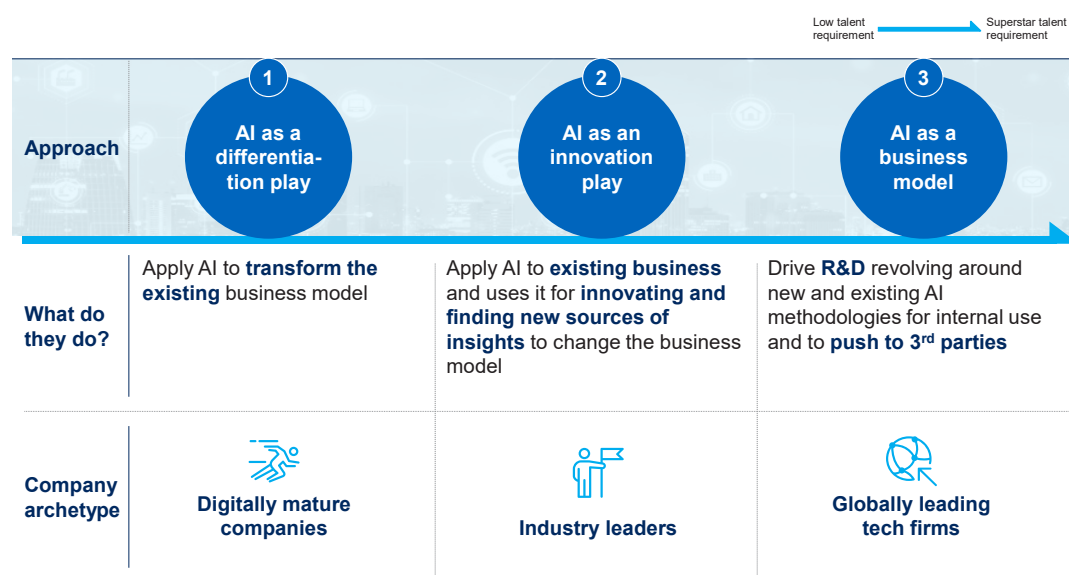 Low talent
requirement
Superstar talent
requirement
Approach
1
AI as a
differentia-
tion play
2
AI as an
innovation
play
3
AI as a
business
model
What do
they do?
Apply AI to transform the
existing business model
Apply AI to existing business
and uses it for innovating and
finding new sources of
insights to change the business
model
Drive R&D revolving around
new and existing AI
methodologies for internal use
and to push to 3rd parties
Company
archetype
Digitally mature
companies
Industry leaders
Globally leading
tech firms